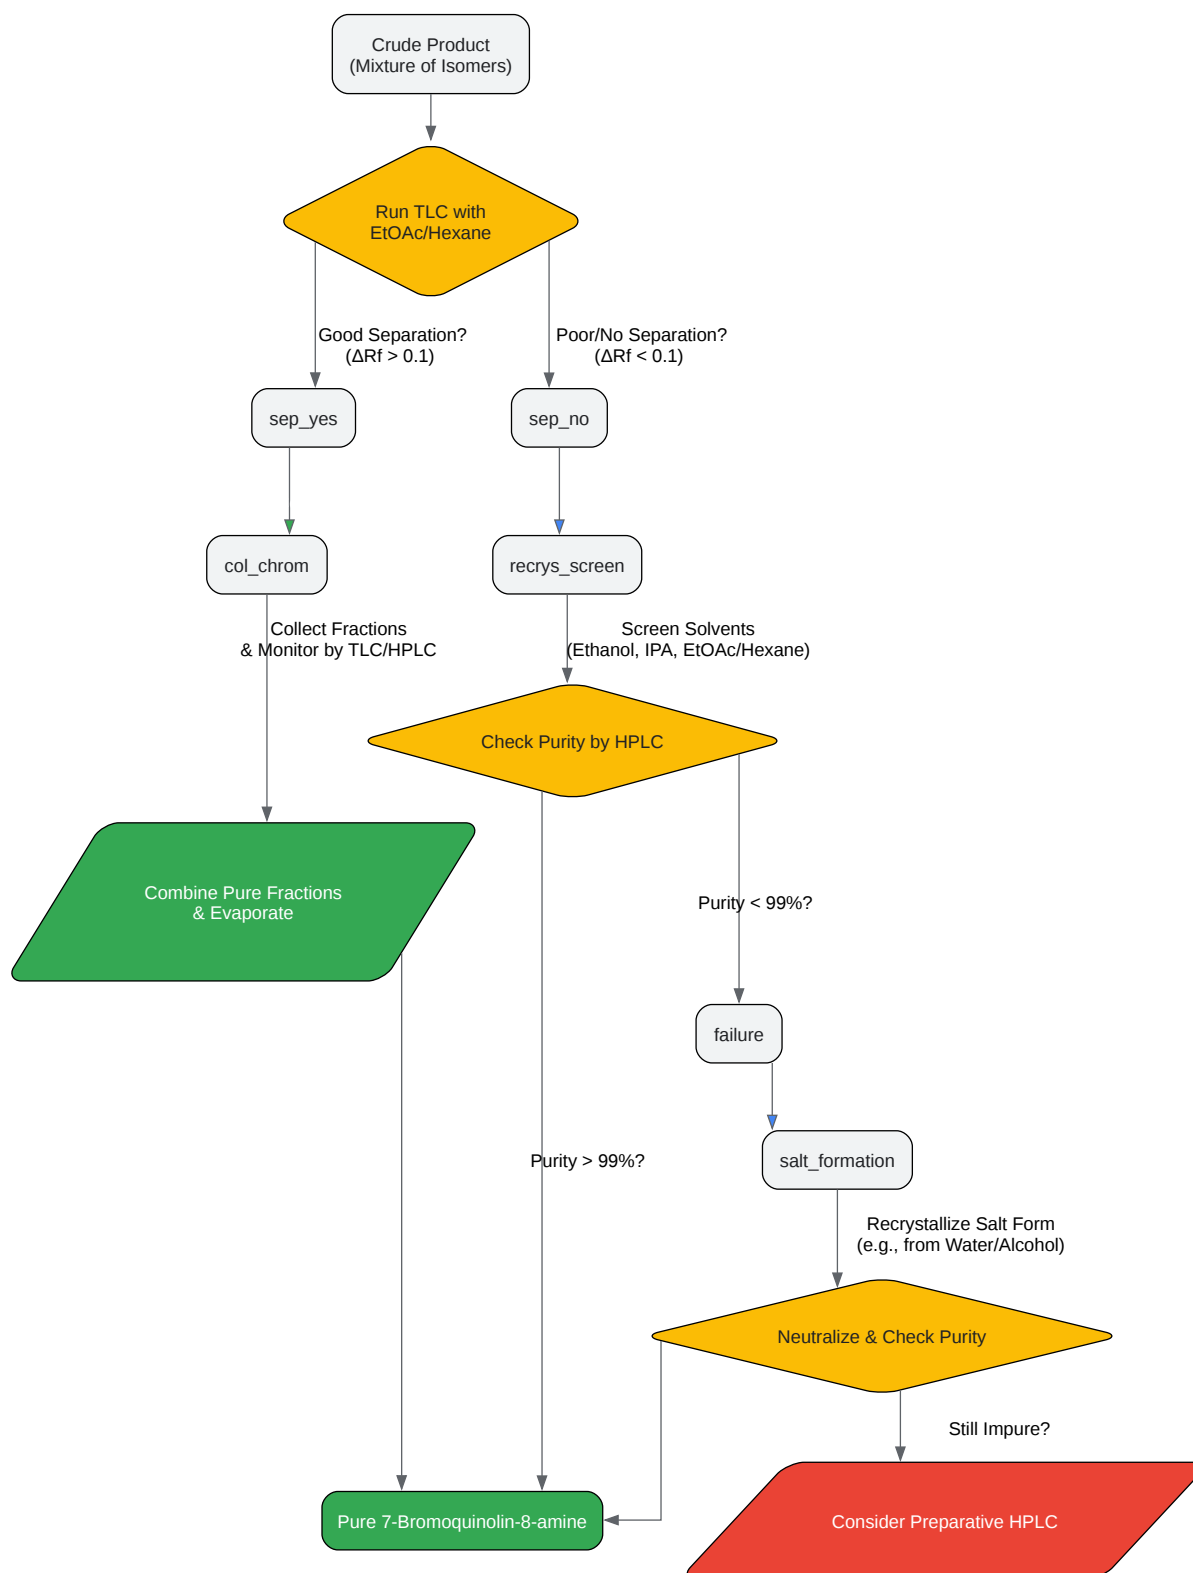 Crude Product
(Mixture of Isomers)
Run TLC with
EtOAc/Hexane
Good Separation?
(ΔRf > 0.1)
Poor/No Separation?
(ΔRf < 0.1)
sep_yes
sep_no
col_chrom
recrys_screen
Collect Fractions
& Monitor by TLC/HPLC
Screen Solvents
(Ethanol, IPA, EtOAc/Hexane)
Check Purity by HPLC
Combine Pure Fractions
& Evaporate
Purity < 99%?
failure
Purity > 99%?
salt_formation
Recrystallize Salt Form
(e.g., from Water/Alcohol)
Neutralize & Check Purity
Still Impure?
Pure 7-Bromoquinolin-8-amine
Consider Preparative HPLC